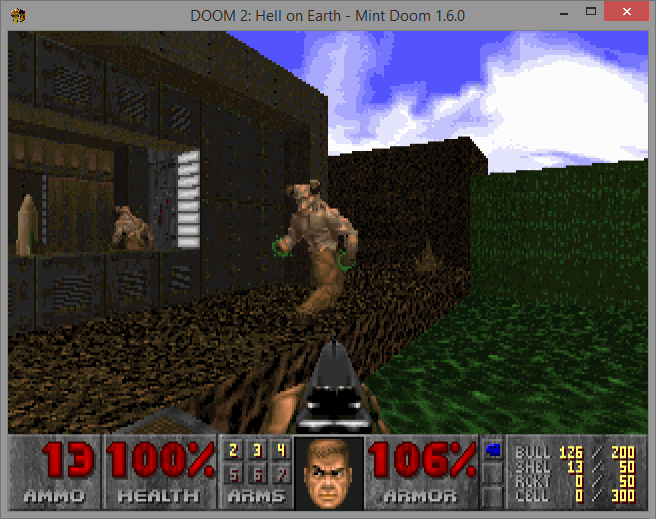 DOOM 2: Hell on Earth - Mint Doom 1.6.0
13 100% 2 3 4 106% BULL 126 / 200
5 6 7 SHEL 13 / 50
RCKT 0 / 50
AMMO HEALTH ARMS ARMOR CELL 0 / 300